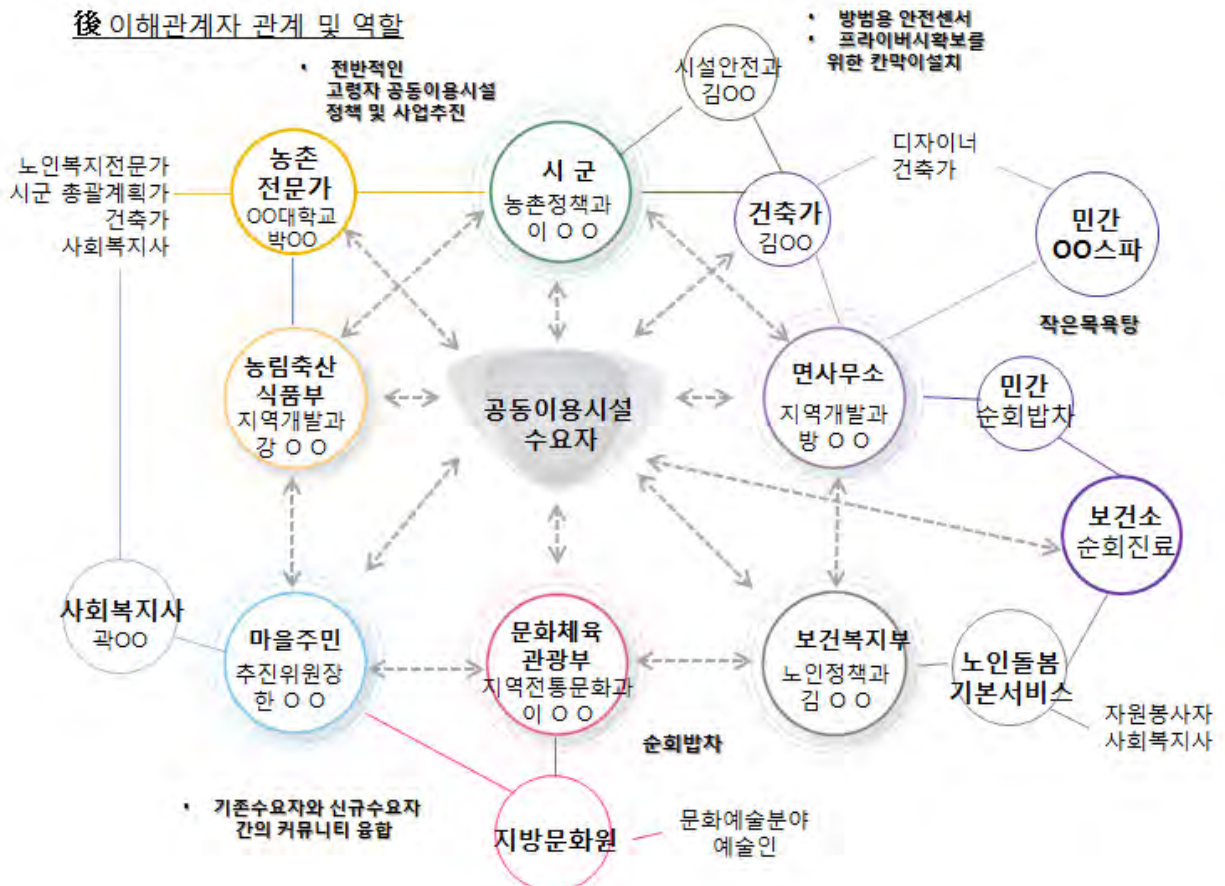 後 이해관계자 관계 및 역할
• 전반적인
고령자 공동이용시설
정책 및 사업추진
• 방범용 안전센서
• 프라이버시확보를
위한 칸막이설치
시설안전과
김OO
노인복지전문가
시군 총괄계획가
건축가
사회복지사
농촌
전문가
OO대학교
박OO
시 군
농촌정책과
이 O O
건축가
김OO
디자이너
건축가
민간
OO스파
작은목욕탕
농림축산
식품부
지역개발과
강 O O
공동이용시설
수요자
면사무소
지역개발과
방 O O
민간
순회밥차
보건소
순회진료
사회복지사
곽OO
마을주민
추진위원장
한 O O
문화체육
관광부
지역전통문화과
이 O O
보건복지부
노인정책과
김 O O
노인돌봄
기본서비스
자원봉사자
사회복지사
순회밥차
• 기존수요자와 신규수요자
간의 커뮤니티 융합
지방문화원
문화예술분야
예술인